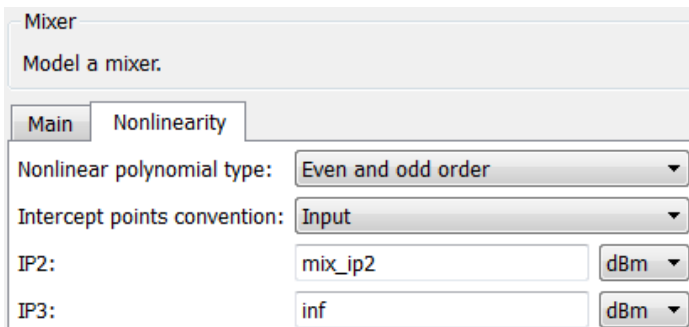 Mixer
Model a mixer.
Main Nonlinearity
Nonlinear polynomial type: Even and odd order
Intercept points convention: Input
IP2: mix_ip2 dBm
IP3: inf dBm